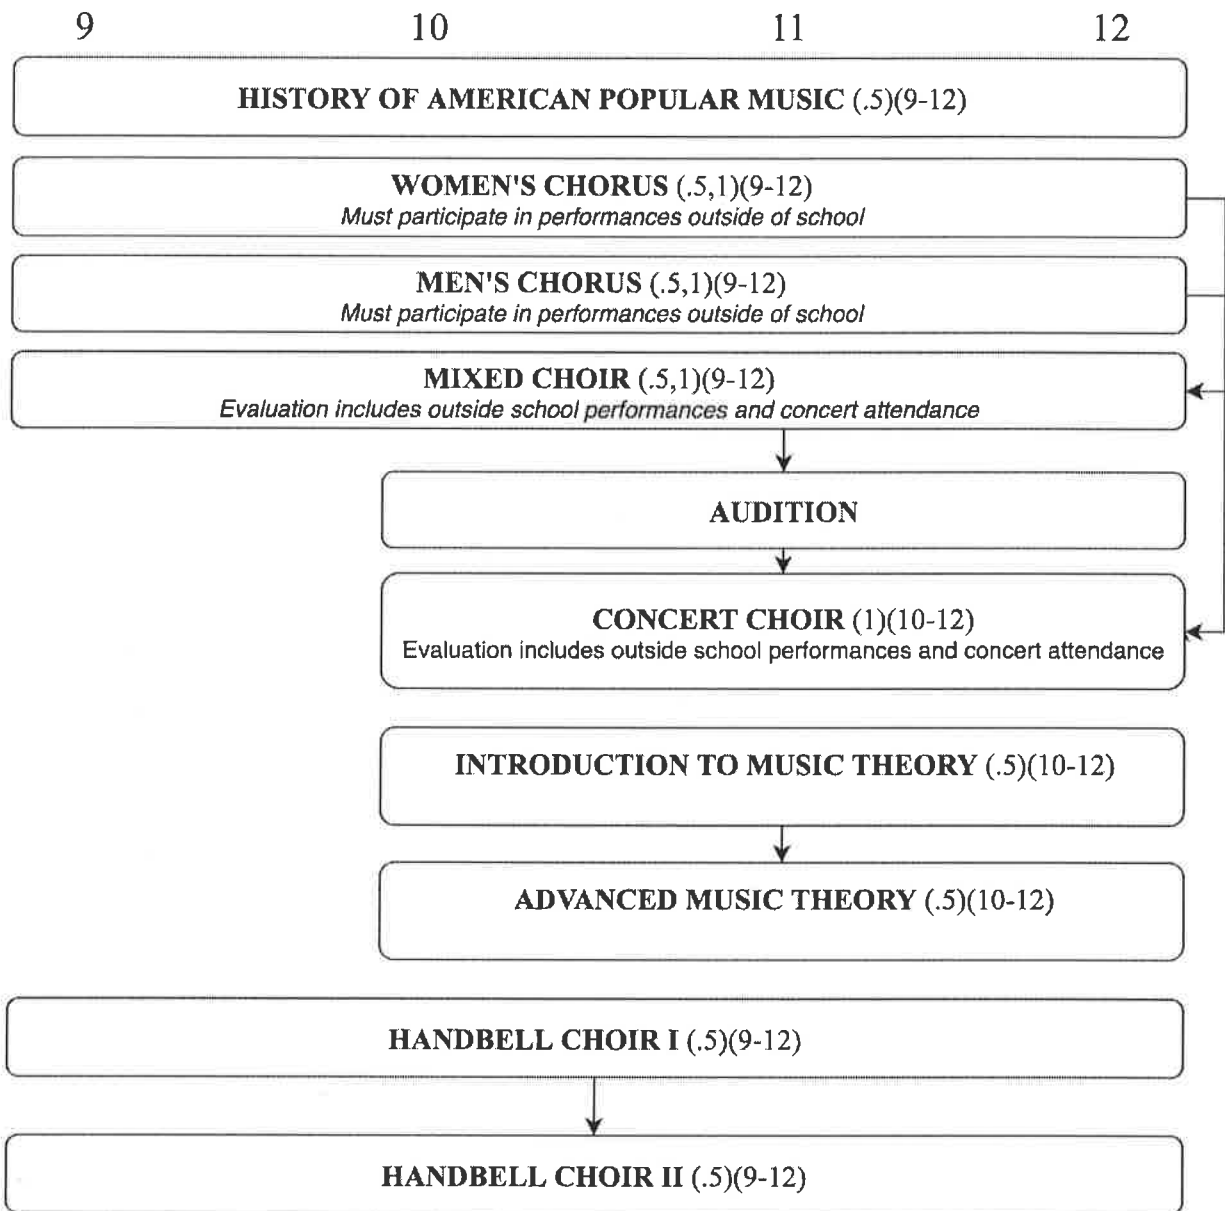 9 10 11 12
HISTORY OF AMERICAN POPULAR MUSIC (.5)(9-12)
WOMEN'S CHORUS (.5,1)(9-12)
Must participate in performances outside of school
MEN'S CHORUS (.5,1)(9-12)
Must participate in performances outside of school
MIXED CHOIR (.5,1)(9-12)
Evaluation includes outside school performances and concert attendance
AUDITION
CONCERT CHOIR (1)(10-12)
Evaluation includes outside school performances and concert attendance
INTRODUCTION TO MUSIC THEORY (.5)(10-12)
ADVANCED MUSIC THEORY (.5)(10-12)
HANDBELL CHOIR I (.5)(9-12)
HANDBELL CHOIR II (.5)(9-12)